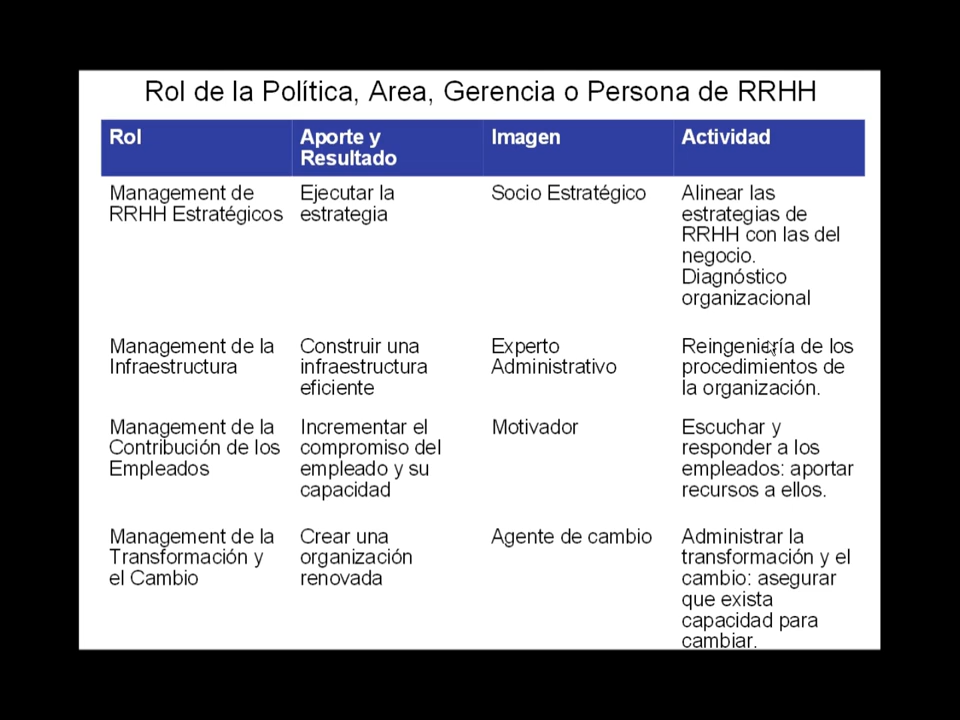 Rol de la Política, Area, Gerencia o Persona de RRHH
Rol
Aporte y
Resultado
Imagen
Actividad
Management de
RRHH Estratégicos
Ejecutar la
estrategia
Socio Estratégico
Alinear las
estrategias de
RRHH con las del
negocio.
Diagnóstico
organizacional
Management de la
Infraestructura
Construir una
infraestructura
eficiente
Experto
Administrativo
Reingeniería de los
procedimientos de
la organización.
Management de la
Contribución de los
Empleados
Incrementar el
compromiso del
empleado y su
capacidad
Motivador
Escuchar y
responder a los
empleados: aportar
recursos a ellos.
Management de la
Transformación y
el Cambio
Crear una
organización
renovada
Agente de cambio
Administrar la
transformación y el
cambio: asegurar
que exista
capacidad para
cambiar.